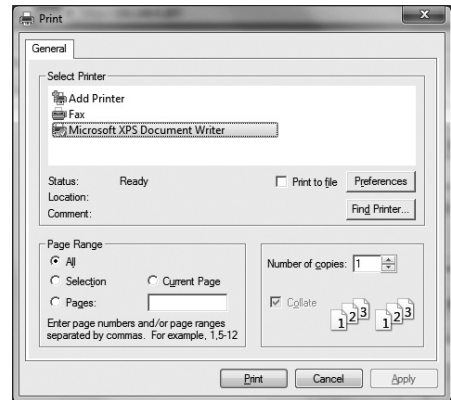 Print
General
Select Printer
Add Printer
Fax
Microsoft XPS Document Writer
Status: Ready
Print to file
Preferences
Location:
Comment:
Find Printer...
Page Range
All
Selection
Current Page
Pages:
Enter page numbers and/or page ranges
separated by commas. For example, 1,5-12
Number of copies: 1
Collate
1 2 3 1 2 3
Print Cancel Apply